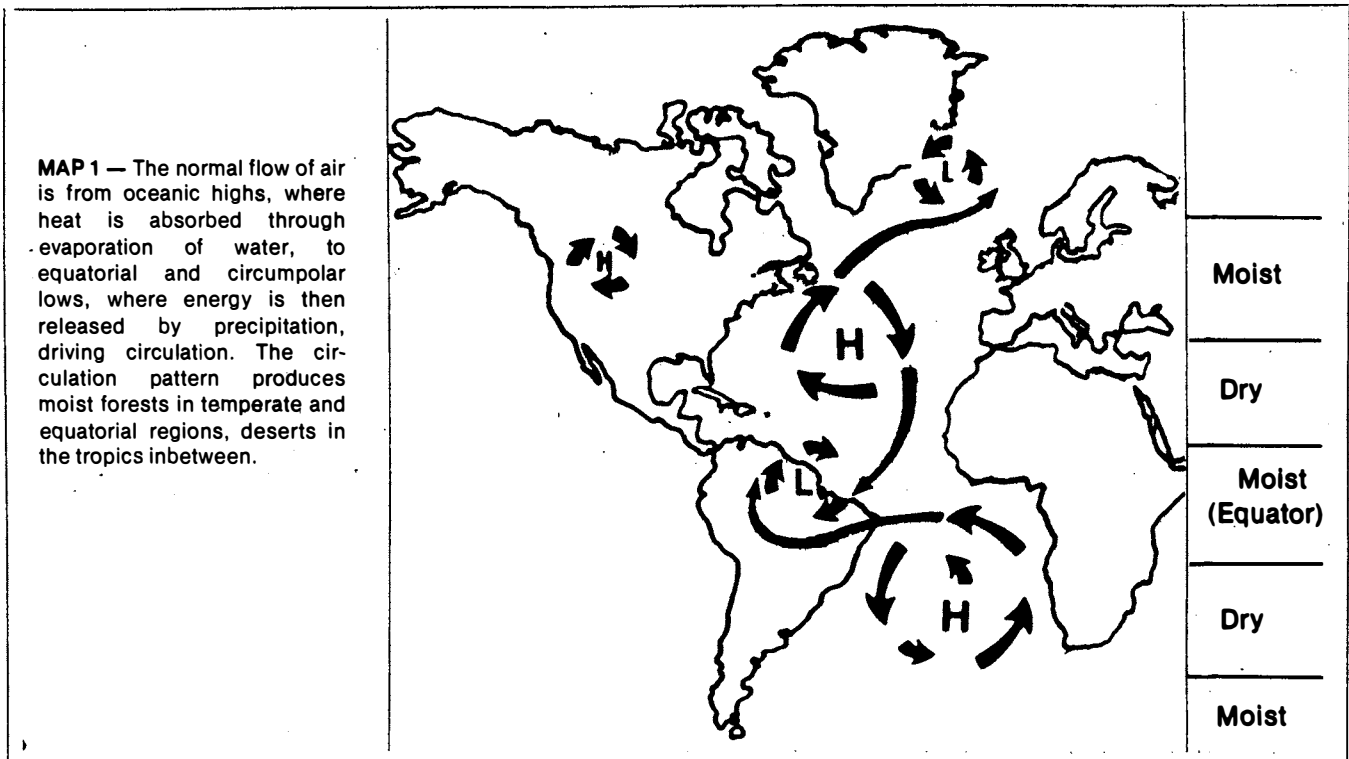 MAP 1 — The normal flow of air
is from oceanic highs, where
heat is absorbed through
evaporation of water, to
equatorial and circumpolar
lows, where energy is then
released by precipitation,
driving circulation. The cir-
culation pattern produces
moist forests in temperate and
equatorial regions, deserts in
the tropics inbetween.
L
H
H
L
H
Moist
Dry
Moist
(Equator)
Dry
Moist